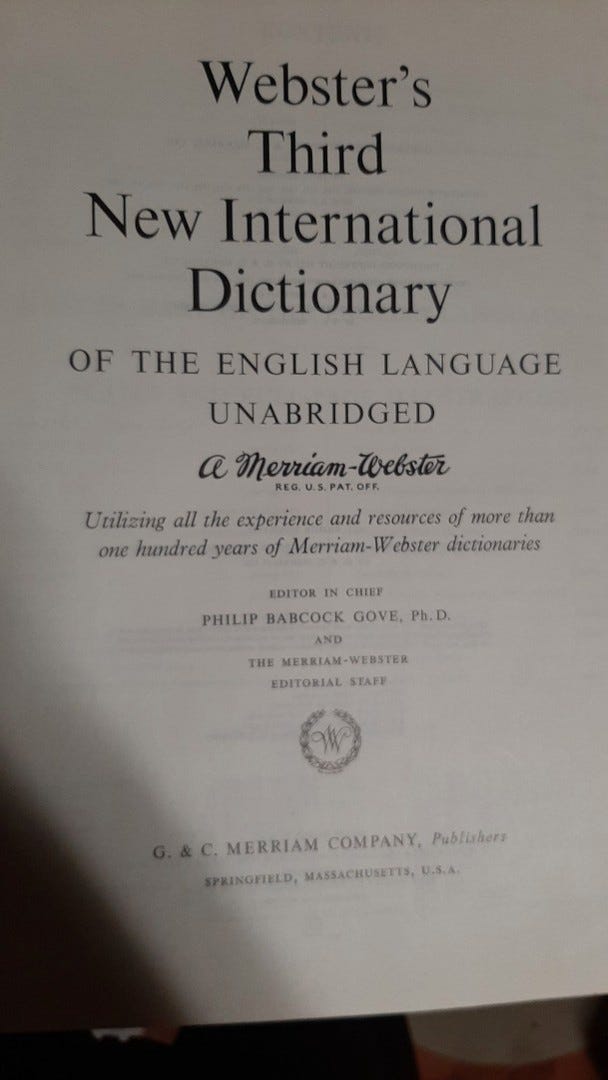 Webster's
Third
New International
Dictionary
OF THE ENGLISH LANGUAGE
UNABRIDGED
A Merriam-Webster
REG. U.S. PAT. OFF.
Utilizing all the experience and resources of more than
one hundred years of Merriam-Webster dictionaries
EDITOR IN CHIEF
PHILIP BABCOCK GOVE, Ph.D.
AND
THE MERRIAM-WEBSTER
EDITORIAL STAFF
G. & C. MERRIAM COMPANY, Publishers
SPRINGFIELD, MASSACHUSETTS, U.S.A.